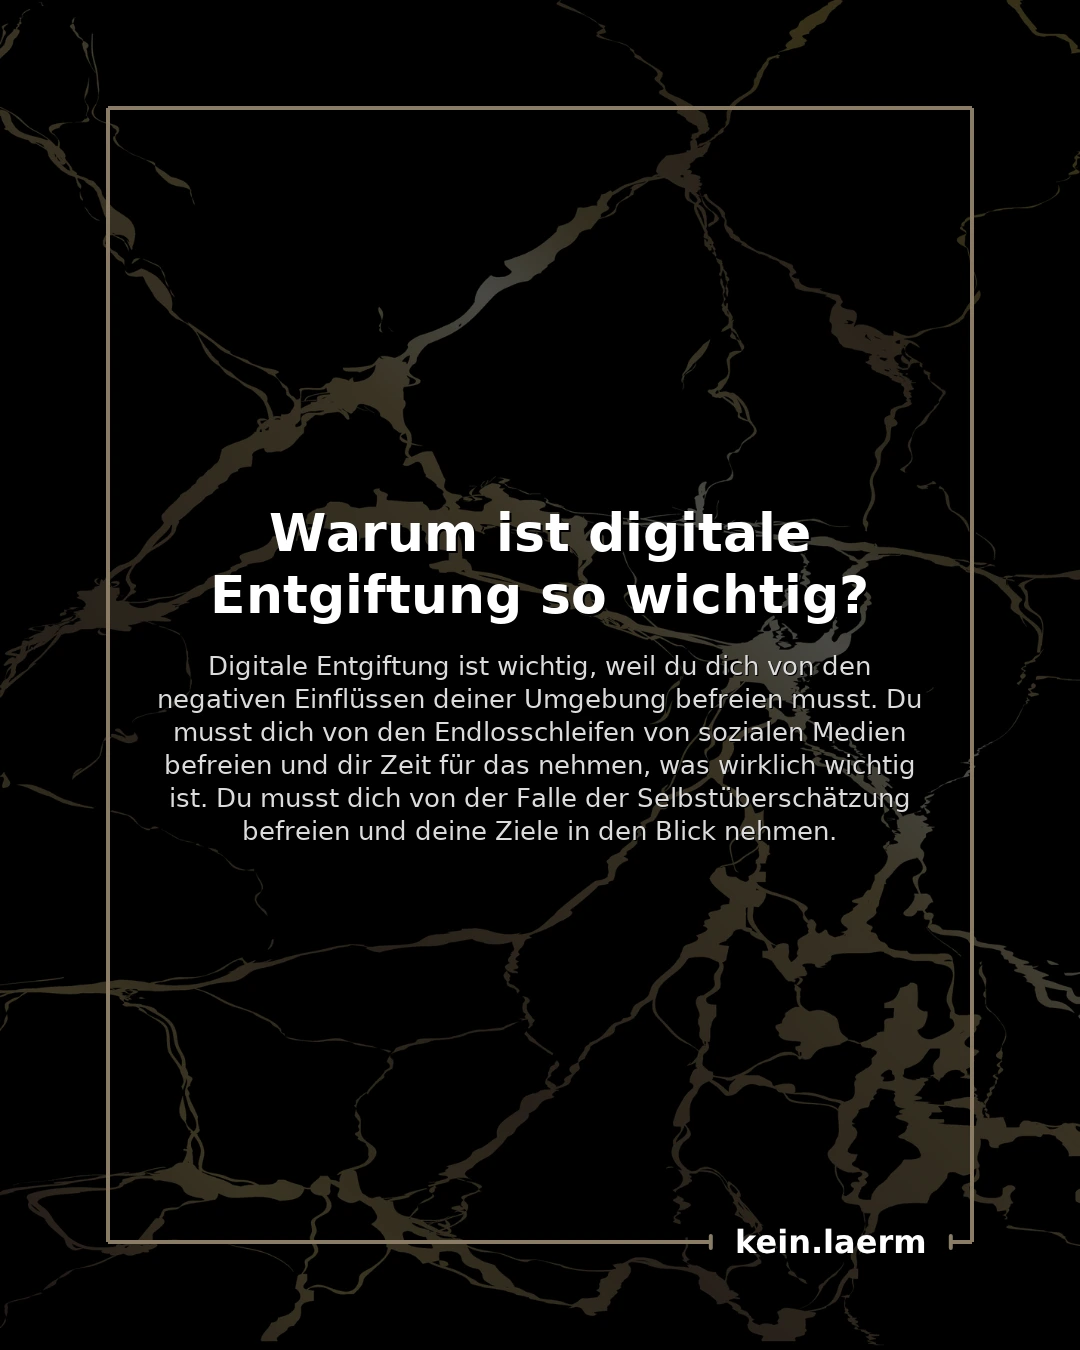 Warum ist digitale
Entgiftung so wichtig?
Digitale Entgiftung ist wichtig, weil du dich von den
negativen Einflüssen deiner Umgebung befreien musst. Du
musst dich von den Endlosschleifen von sozialen Medien
befreien und dir Zeit für das nehmen, was wirklich wichtig
ist. Du musst dich von der Falle der Selbstüberschätzung
befreien und deine Ziele in den Blick nehmen.
kein.laerm